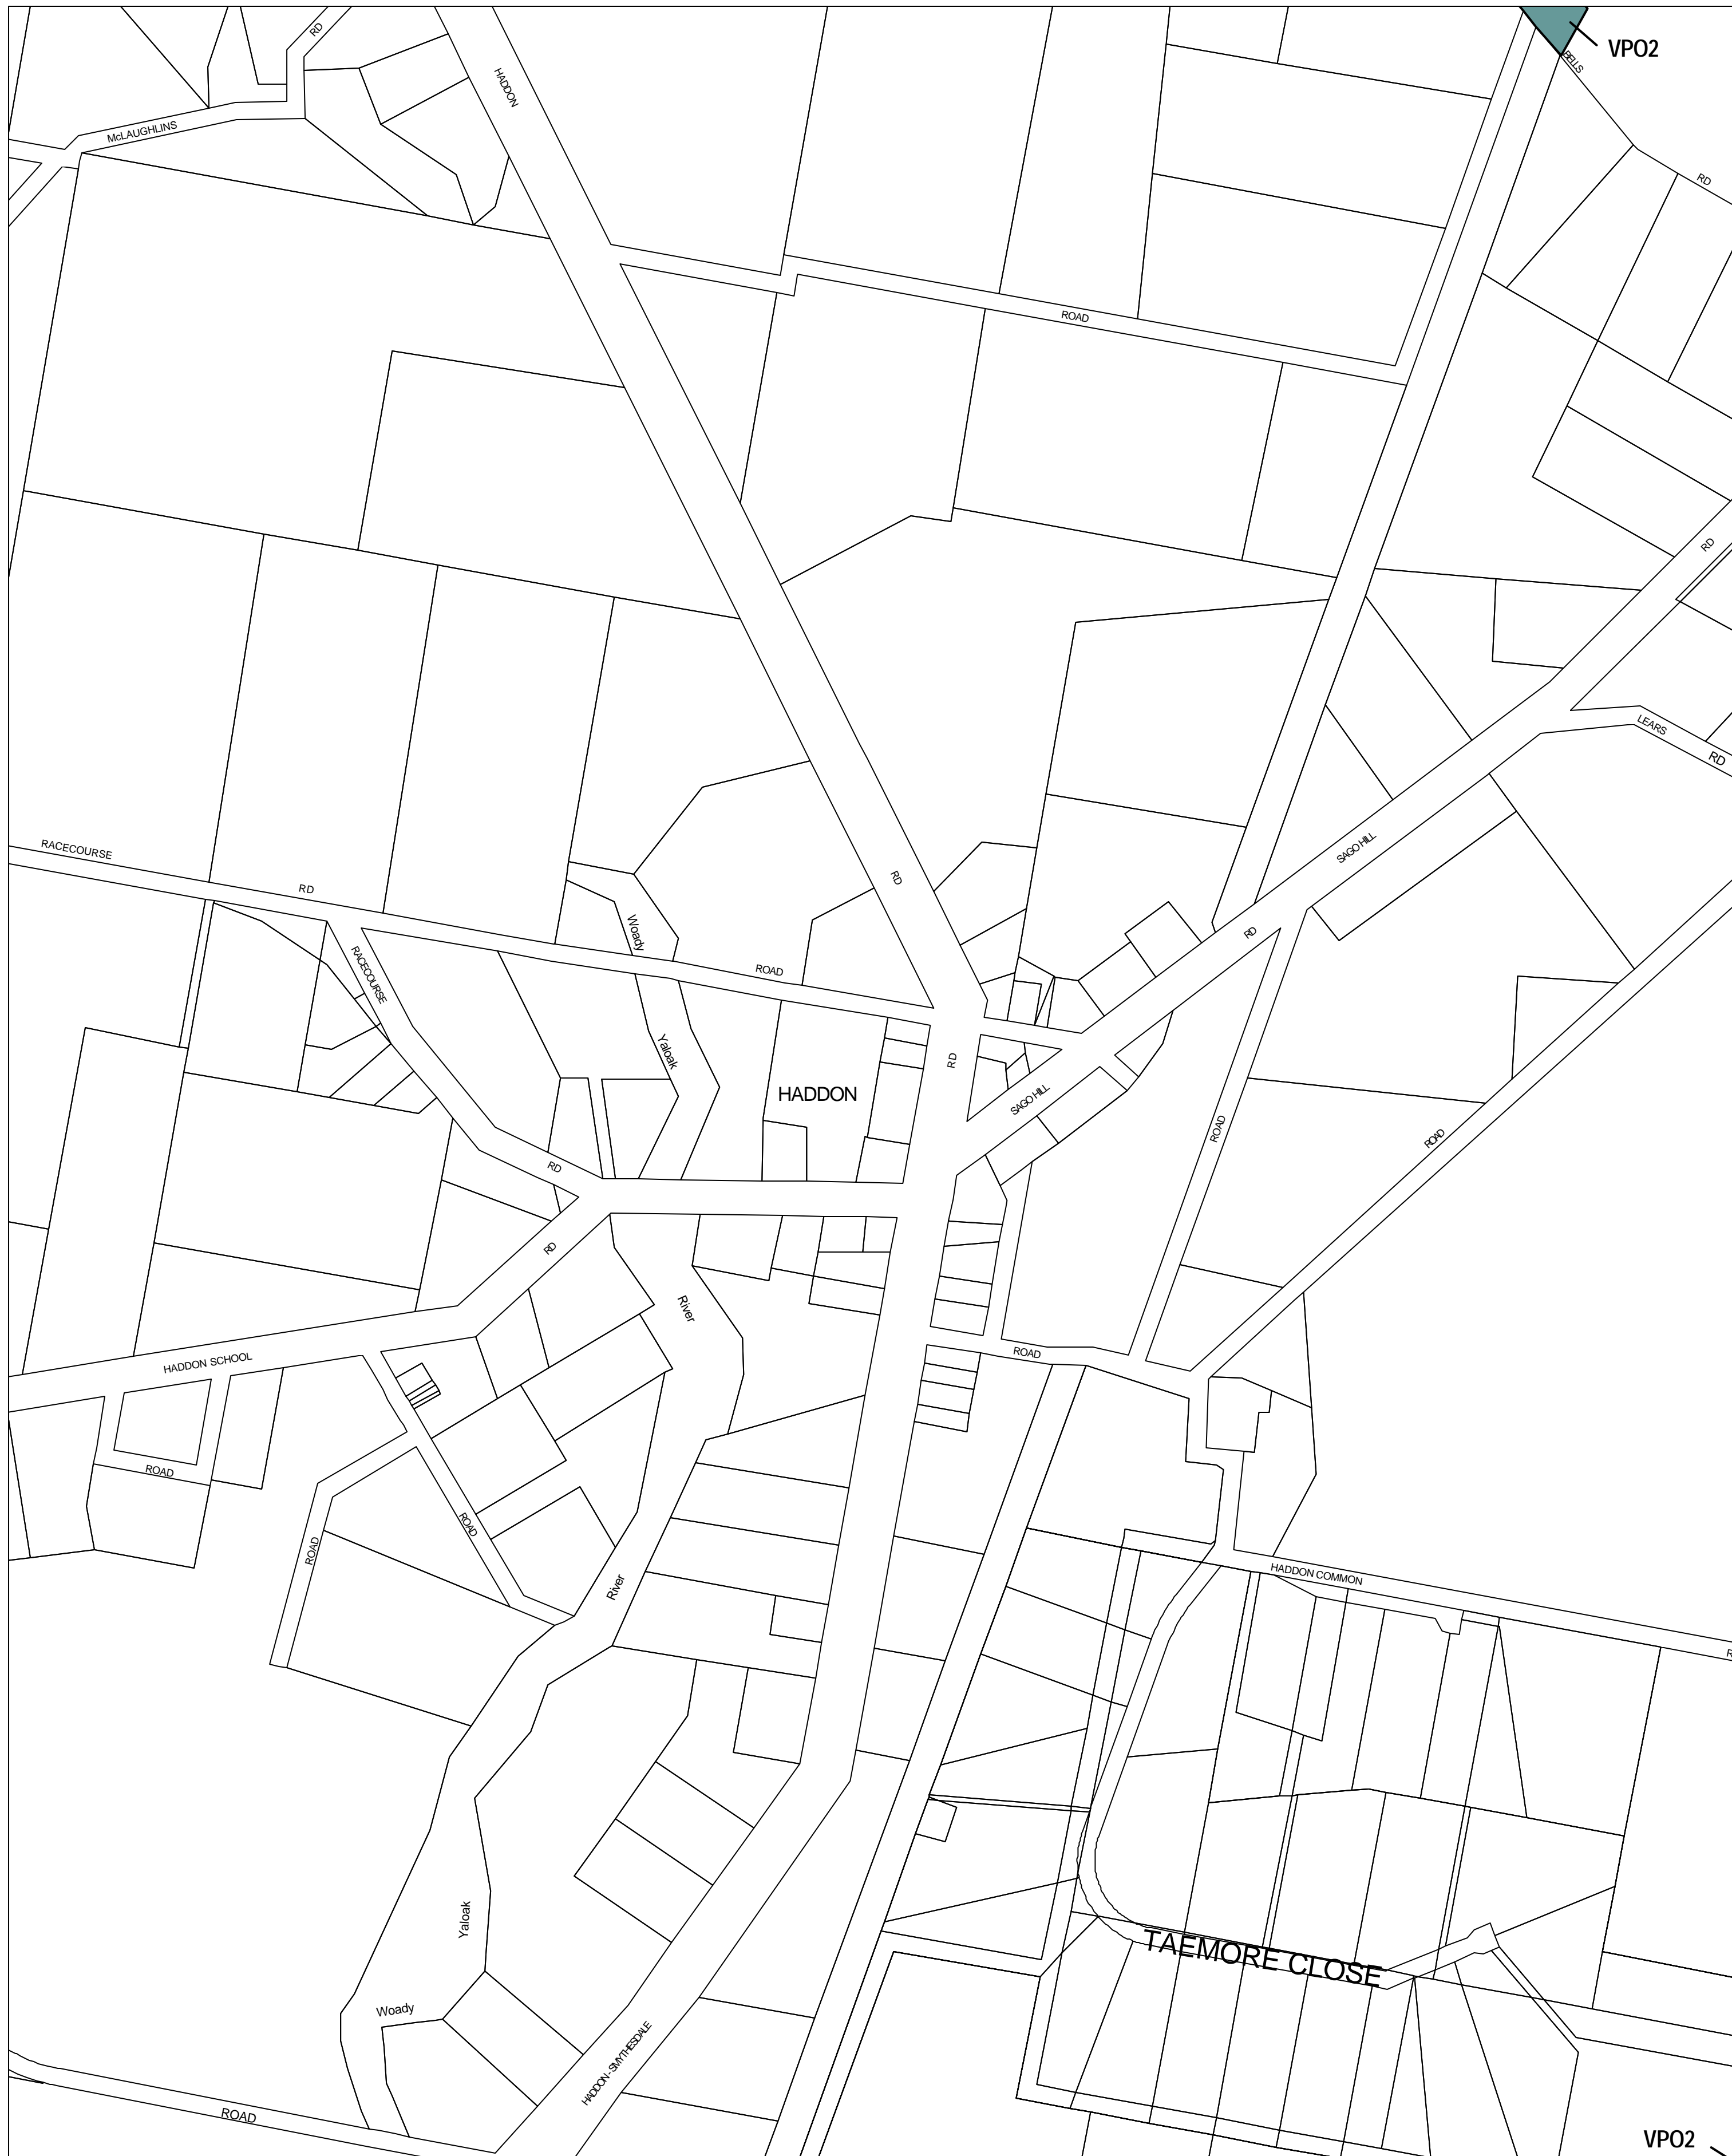 RD
HADDON
VPO2
BELLS
McLAUGHLINS
RD
ROAD
RD
LEARS
RD
SAGO HILL
RACECOURSE
RD
RD
Woady
RD
RACECOURSE
ROAD
Yaloak
RD
HADDON
SAGO HILL
ROAD
ROAD
RD
RD
River
ROAD
HADDON SCHOOL
ROAD
ROAD
ROAD
River
HADDON COMMON
R
Yaloak
TAEMORE CLOSE
Woady
HADDON - SMYTHESDALE
ROAD
VPO2